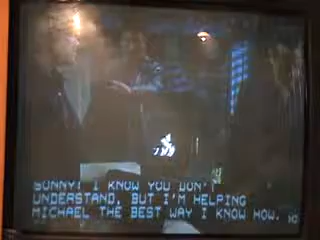 SONNY! I KNOW YOU DON'T
UNDERSTAND, BUT I'M HELPING
MICHAEL THE BEST WAY I KNOW HOW.